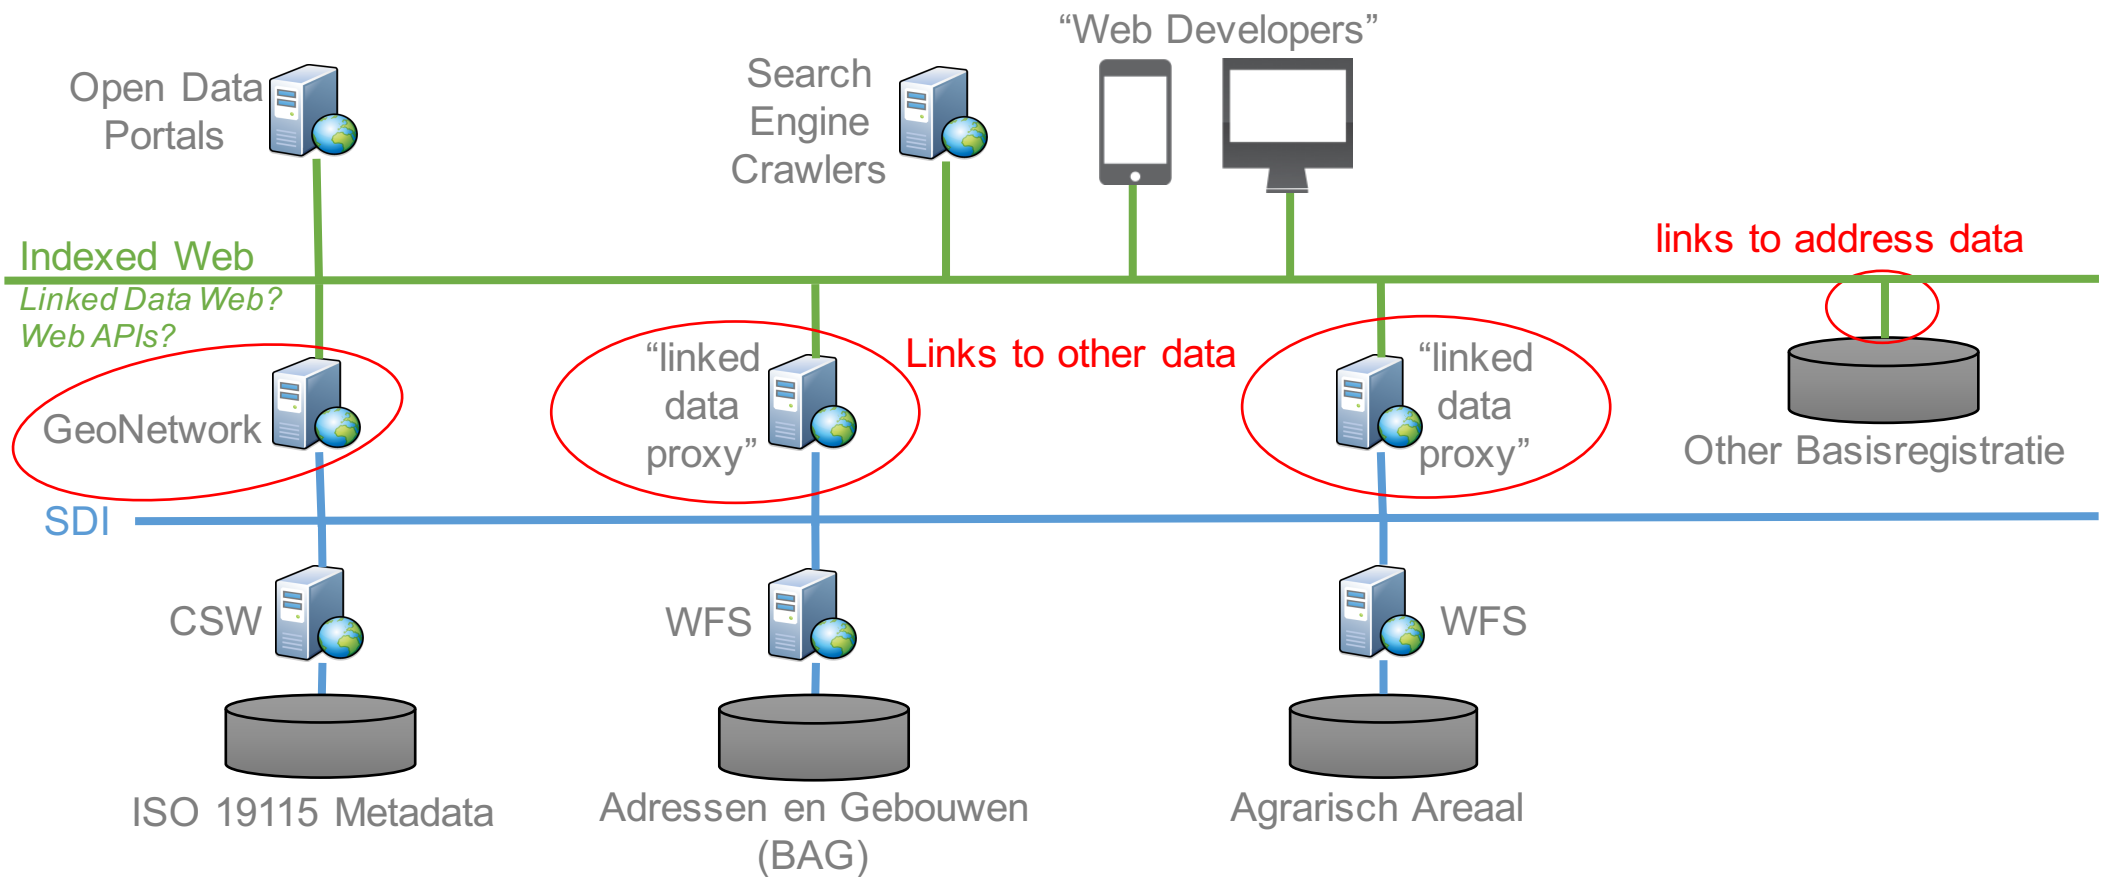 “Web Developers”
Open Data
Portals
Search
Engine
Crawlers
links to address data
Indexed Web
Linked Data Web?
Web APIs?
GeoNetwork
“linked
data
proxy”
Links to other data
“linked
data
proxy”
Other Basisregistratie
SDI
CSW
WFS
WFS
ISO 19115 Metadata
Adressen en Gebouwen
(BAG)
Agrarisch Areaal